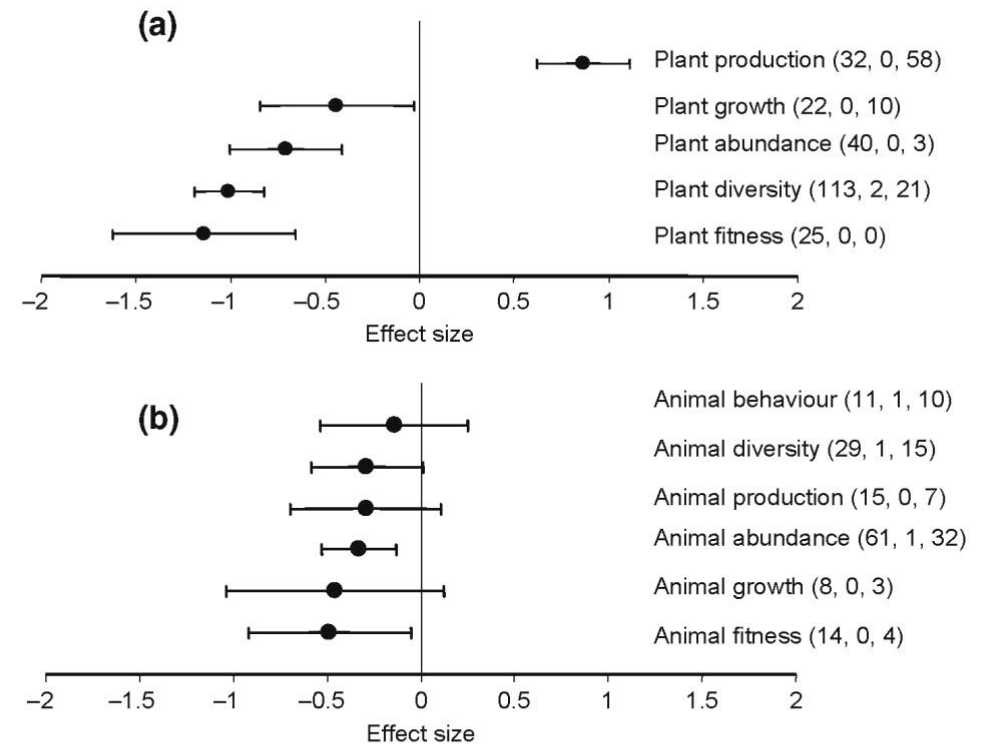 (a)
Plant production (32, 0, 58)
Plant growth (22, 0, 10)
Plant abundance (40, 0, 3)
Plant diversity (113, 2, 21)
Plant fitness (25, 0, 0)
–2 –1.5 –1 –0.5 0 0.5 1 1.5 2
Effect size
(b)
Animal behaviour (11, 1, 10)
Animal diversity (29, 1, 15)
Animal production (15, 0, 7)
Animal abundance (61, 1, 32)
Animal growth (8, 0, 3)
Animal fitness (14, 0, 4)
–2 –1.5 –1 –0.5 0 0.5 1 1.5 2
Effect size